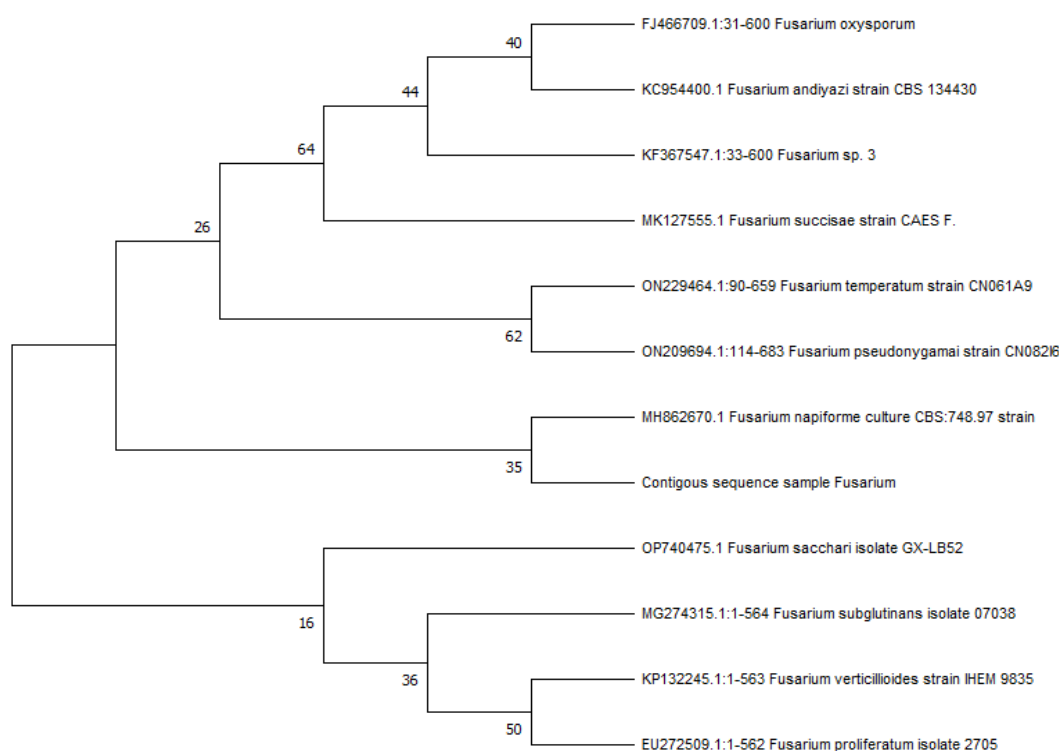 FJ466709.1:31-600 Fusarium oxysporum
40
KC954400.1 Fusarium andiyazi strain CBS 134430
44
KF367547.1:33-600 Fusarium sp. 3
64
MK127555.1 Fusarium succisae strain CAES F.
26
ON229464.1:90-659 Fusarium temperatum strain CN061A9
62
ON209694.1:114-683 Fusarium pseudonygamai strain CN082I6
MH862670.1 Fusarium napiforme culture CBS:748.97 strain
35
Contigous sequence sample Fusarium
OP740475.1 Fusarium sacchari isolate GX-LB52
16
MG274315.1:1-564 Fusarium subglutinans isolate 07038
36
KP132245.1:1-563 Fusarium verticillioides strain IHEM 9835
50
EU272509.1:1-562 Fusarium proliferatum isolate 2705